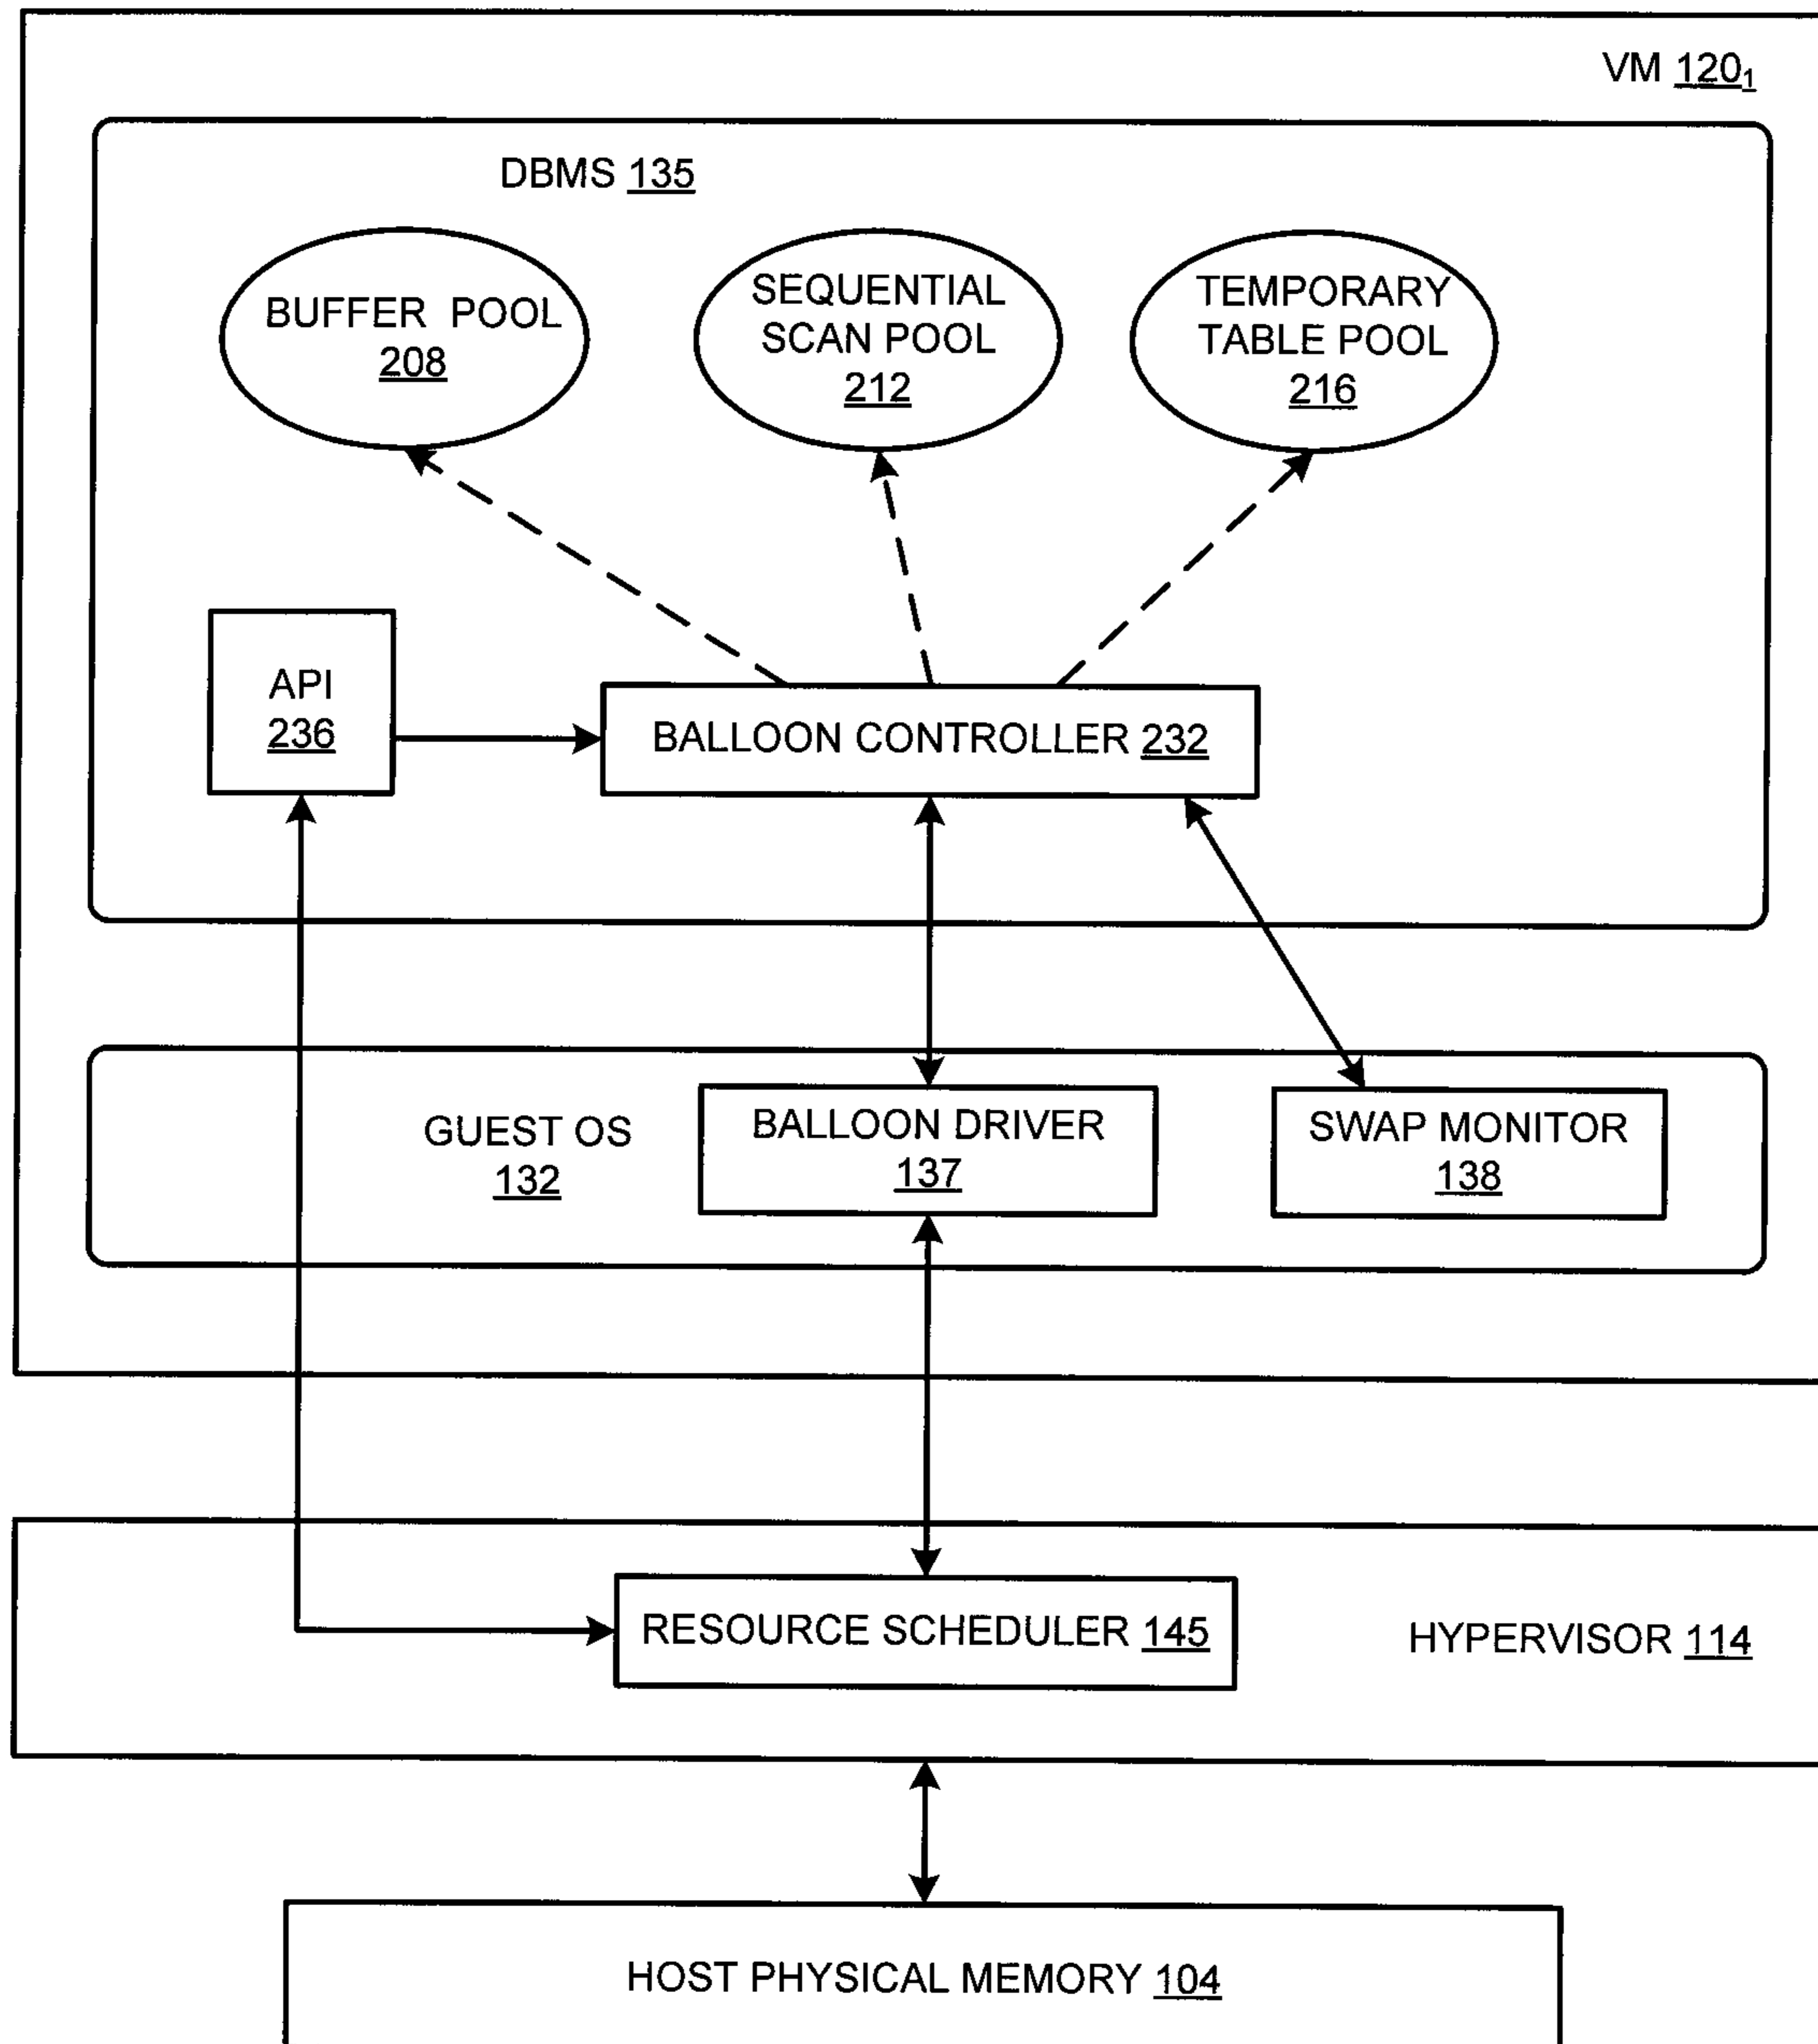 VM 120₁
DBMS 135
BUFFER POOL
208
SEQUENTIAL
SCAN POOL
212
TEMPORARY
TABLE POOL
216
API
236
BALLOON CONTROLLER 232
GUEST OS
132
BALLOON DRIVER
137
SWAP MONITOR
138
RESOURCE SCHEDULER 145
HYPERVISOR 114
HOST PHYSICAL MEMORY 104